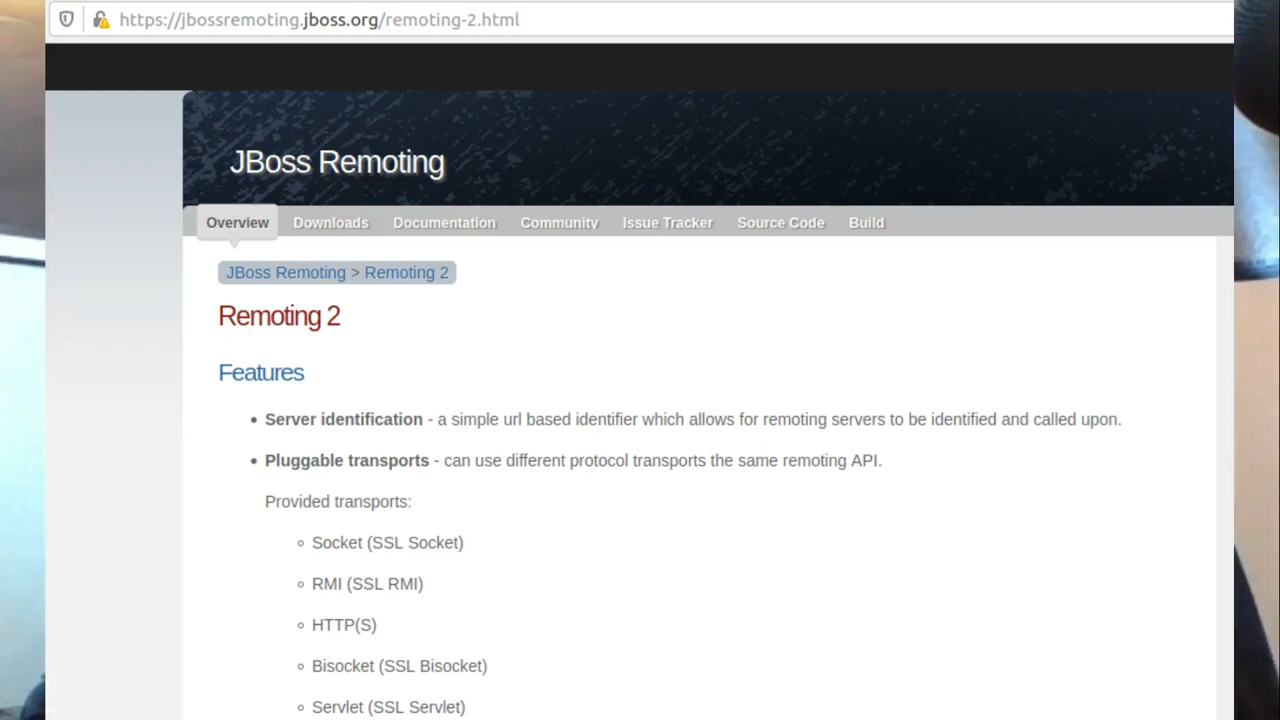 https://jbossremoting.jboss.org/remoting-2.html
JBoss Remoting
Overview Downloads Documentation Community Issue Tracker Source Code Build
JBoss Remoting > Remoting 2
Remoting 2
Features
• Server identification - a simple url based identifier which allows for remoting servers to be identified and called upon.
• Pluggable transports - can use different protocol transports the same remoting API.
Provided transports:
◦ Socket (SSL Socket)
◦ RMI (SSL RMI)
◦ HTTP(S)
◦ Bisocket (SSL Bisocket)
◦ Servlet (SSL Servlet)